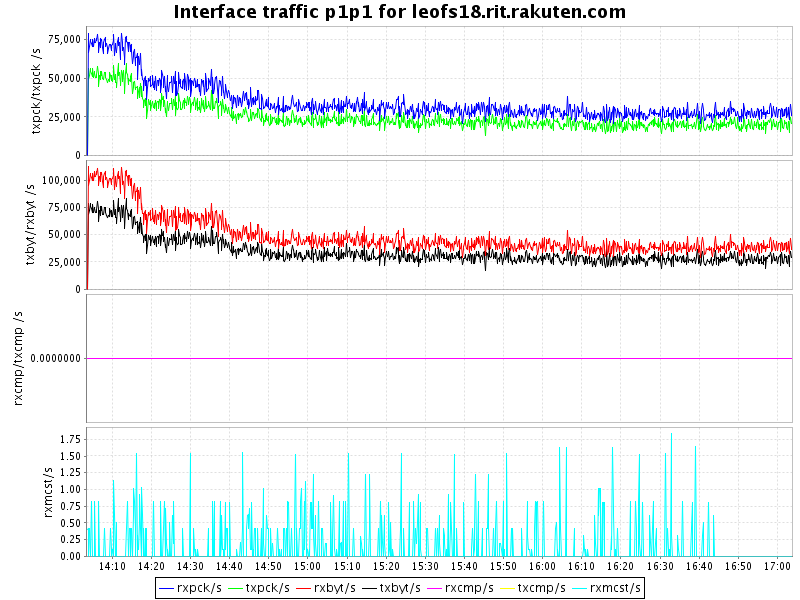 Interface traffic p1p1 for leofs18.rit.rakuten.com
txpck/txpck /s
75,000
50,000
25,000
0
txbyt/rxbyt /s
100,000
75,000
50,000
25,000
0
rxcmp/txcmp /s
0.0000000
rxmcst/s
1.75
1.50
1.25
1.00
0.75
0.50
0.25
0.00
14:10 14:20 14:30 14:40 14:50 15:00 15:10 15:20 15:30 15:40 15:50 16:00 16:10 16:20 16:30 16:40 16:50 17:00
rxpck/s txpck/s rxbyt/s txbyt/s rxcmp/s txcmp/s rxmcst/s